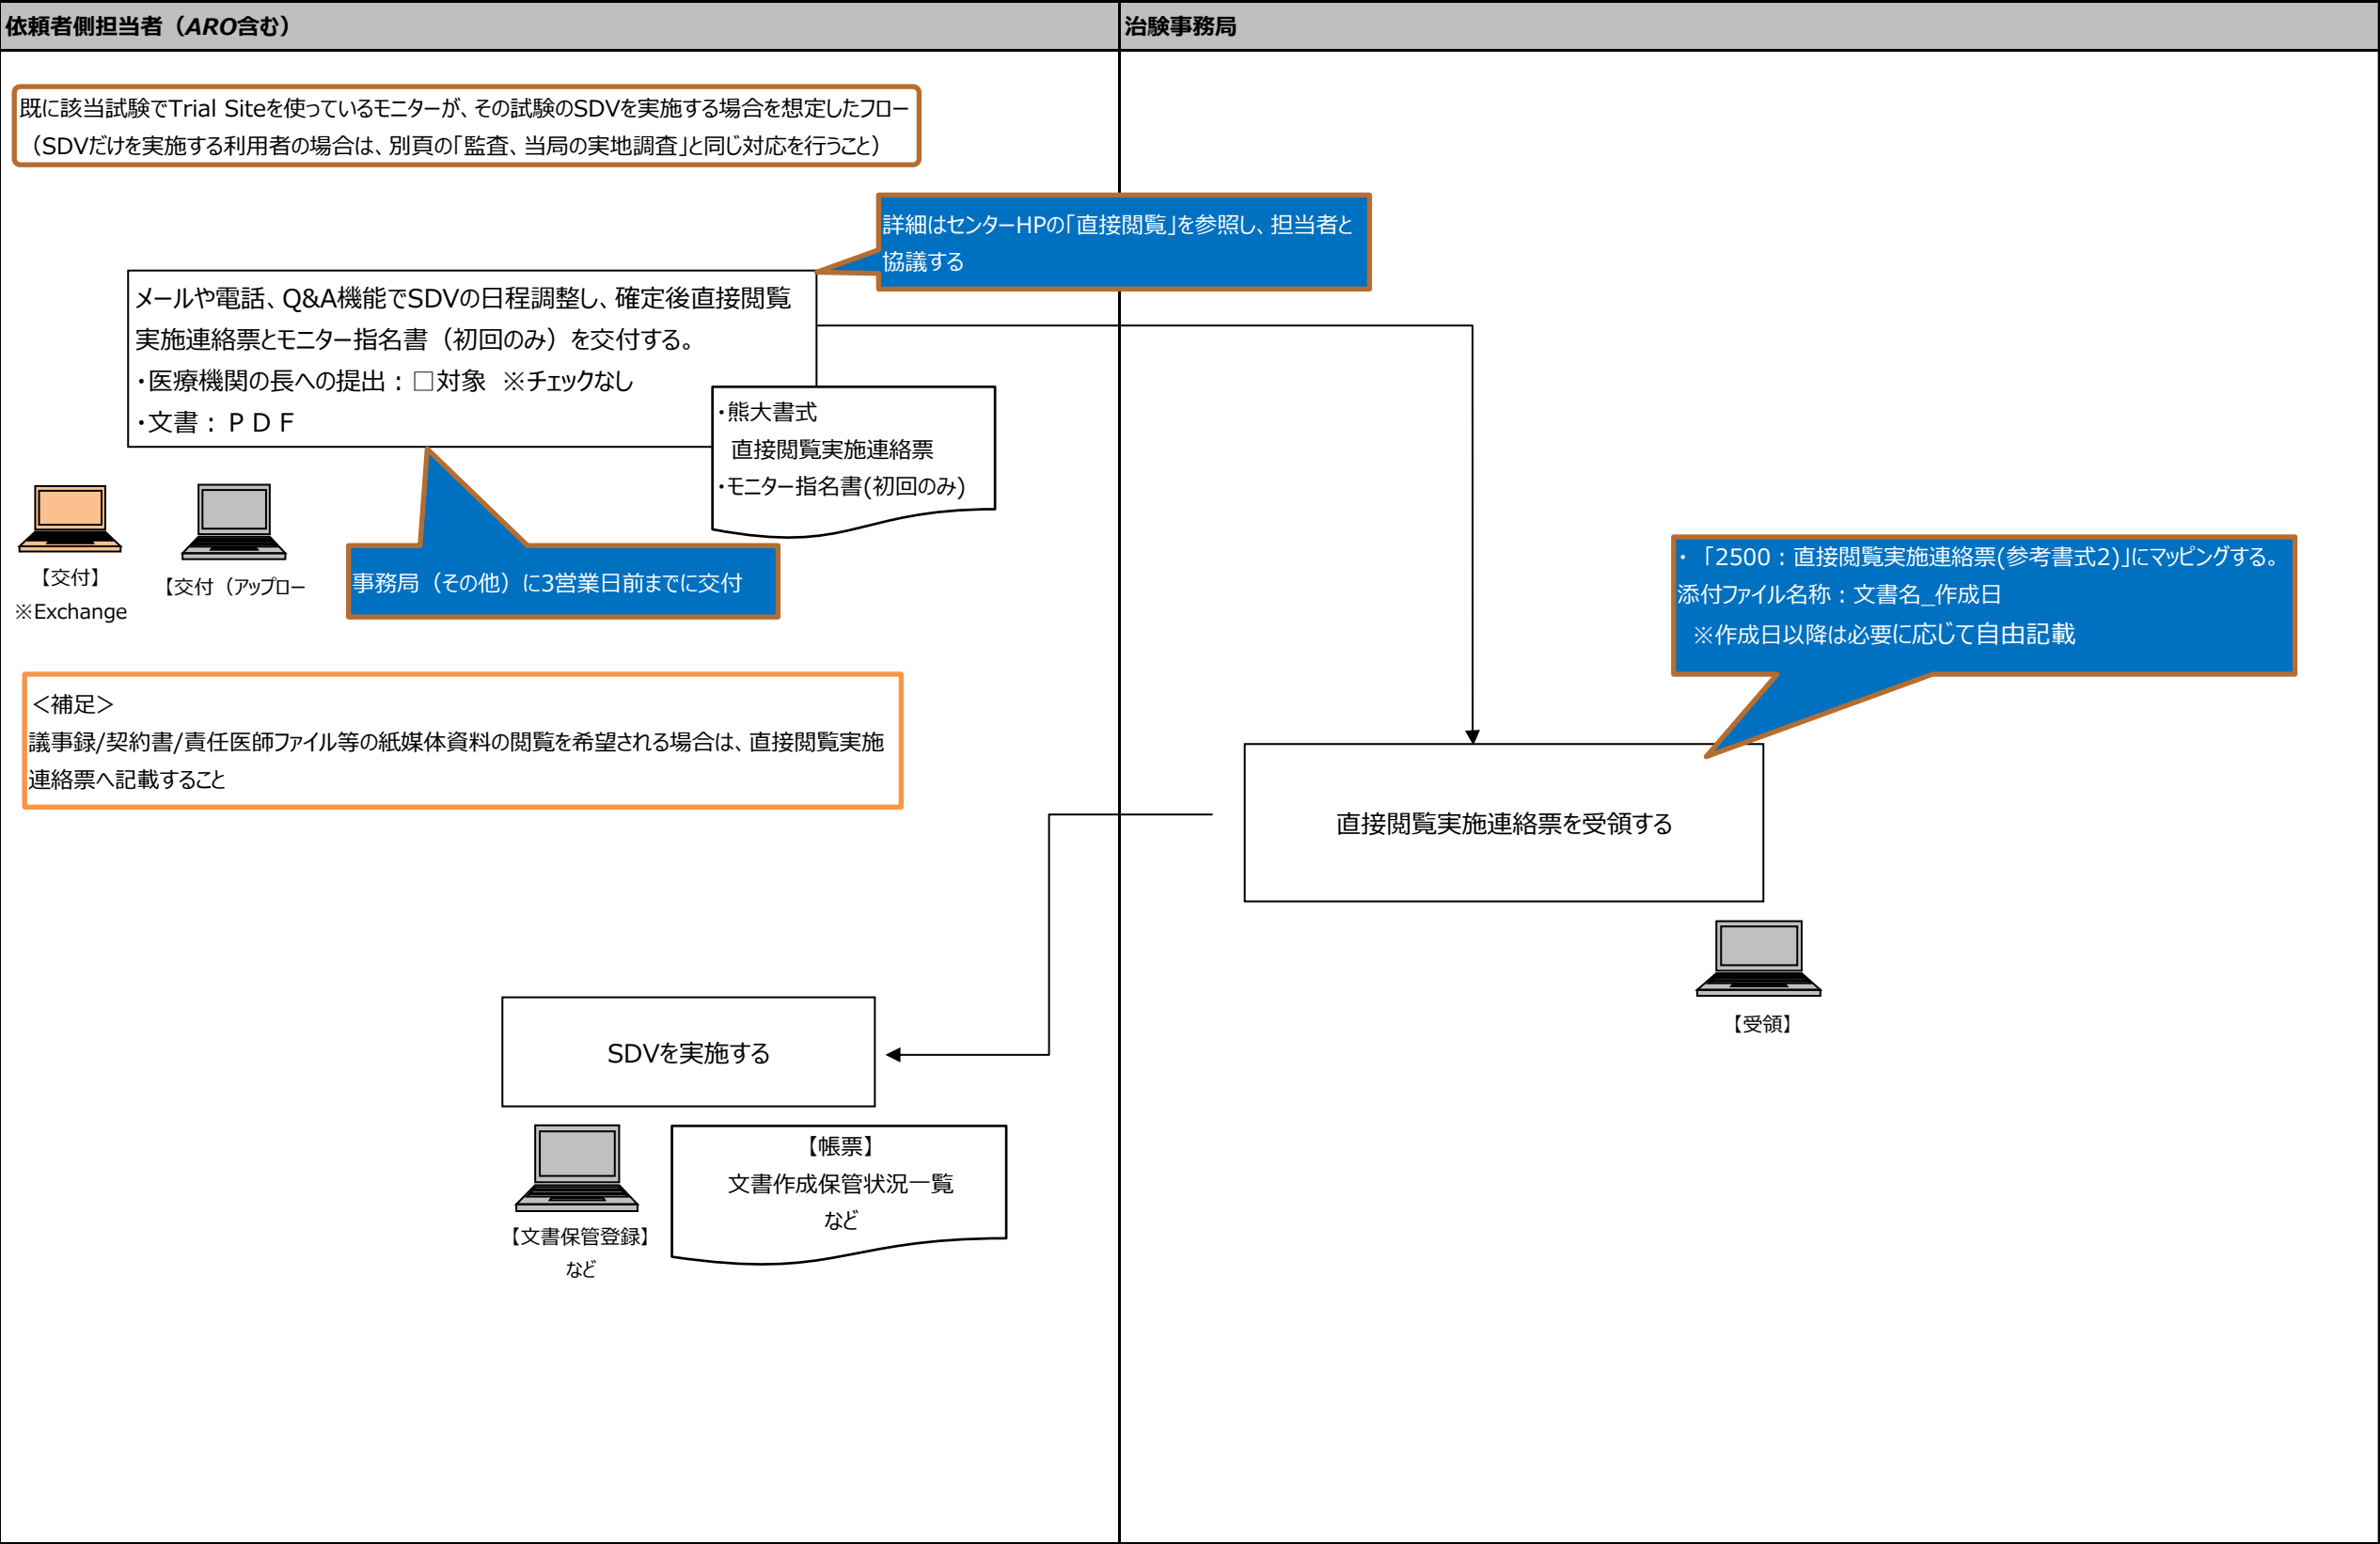 依頼者側担当者（ARO含む）
治験事務局
既に該当試験でTrial Siteを使っているモニターが、その試験のSDVを実施する場合を想定したフロー
（SDVだけを実施する利用者の場合は、別頁の「監査、当局の実地調査」と同じ対応を行うこと）
詳細はセンターHPの「直接閲覧」を参照し、担当者と
協議する
メールや電話、Q&A機能でSDVの日程調整し、確定後直接閲覧
実施連絡票とモニター指名書（初回のみ）を交付する。
・医療機関の長への提出：□対象　※チェックなし
・文書：ＰＤＦ
・熊大書式
直接閲覧実施連絡票
・モニター指名書(初回のみ)
【交付】
※Exchange
【交付（アップロー
事務局（その他）に3営業日前までに交付
・「2500：直接閲覧実施連絡票(参考書式2)」にマッピングする。
添付ファイル名称：文書名_作成日
※作成日以降は必要に応じて自由記載
＜補足＞
議事録/契約書/責任医師ファイル等の紙媒体資料の閲覧を希望される場合は、直接閲覧実施
連絡票へ記載すること
直接閲覧実施連絡票を受領する
【受領】
SDVを実施する
【文書保管登録】
など
【帳票】
文書作成保管状況一覧
など